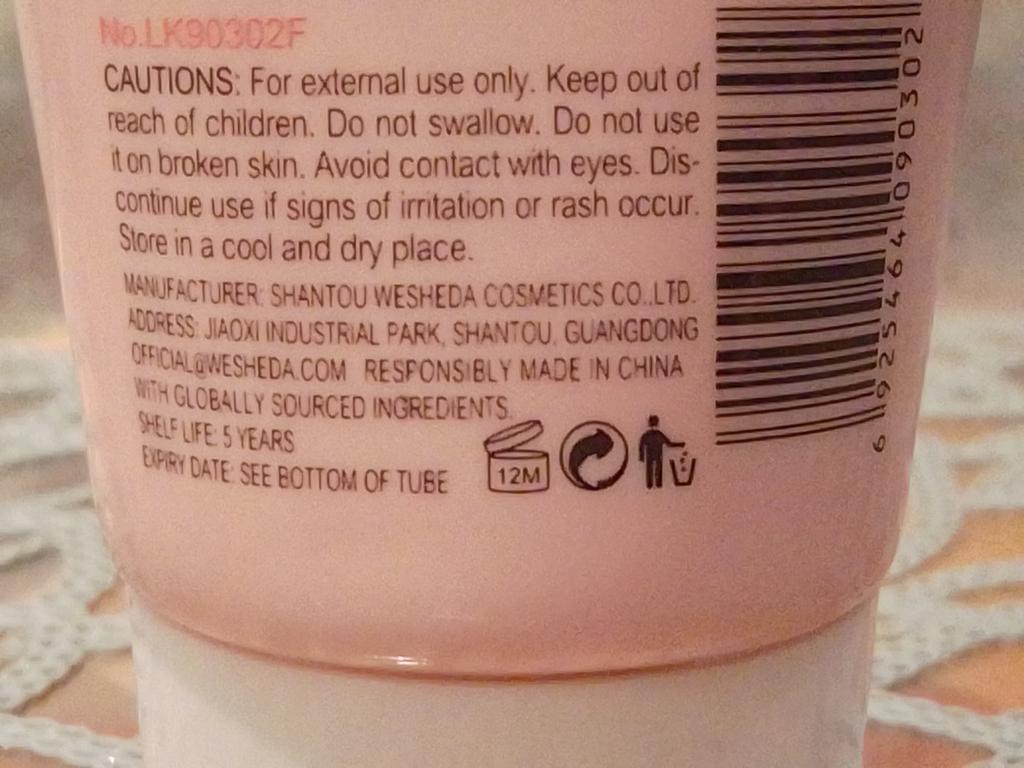 No.LK90302F
CAUTIONS: For external use only. Keep out of
reach of children. Do not swallow. Do not use
it on broken skin. Avoid contact with eyes. Dis-
continue use if signs of irritation or rash occur.
Store in a cool and dry place.
MANUFACTURER: SHANTOU WESHEDA COSMETICS CO.,LTD.
ADDRESS: JIAOXI INDUSTRIAL PARK, SHANTOU, GUANGDONG
OFFICIAL@WESHEDA.COM RESPONSIBLY MADE IN CHINA
WITH GLOBALLY SOURCED INGREDIENTS.
SHELF LIFE: 5 YEARS
EXPIRY DATE: SEE BOTTOM OF TUBE
12M
6 925464 090302